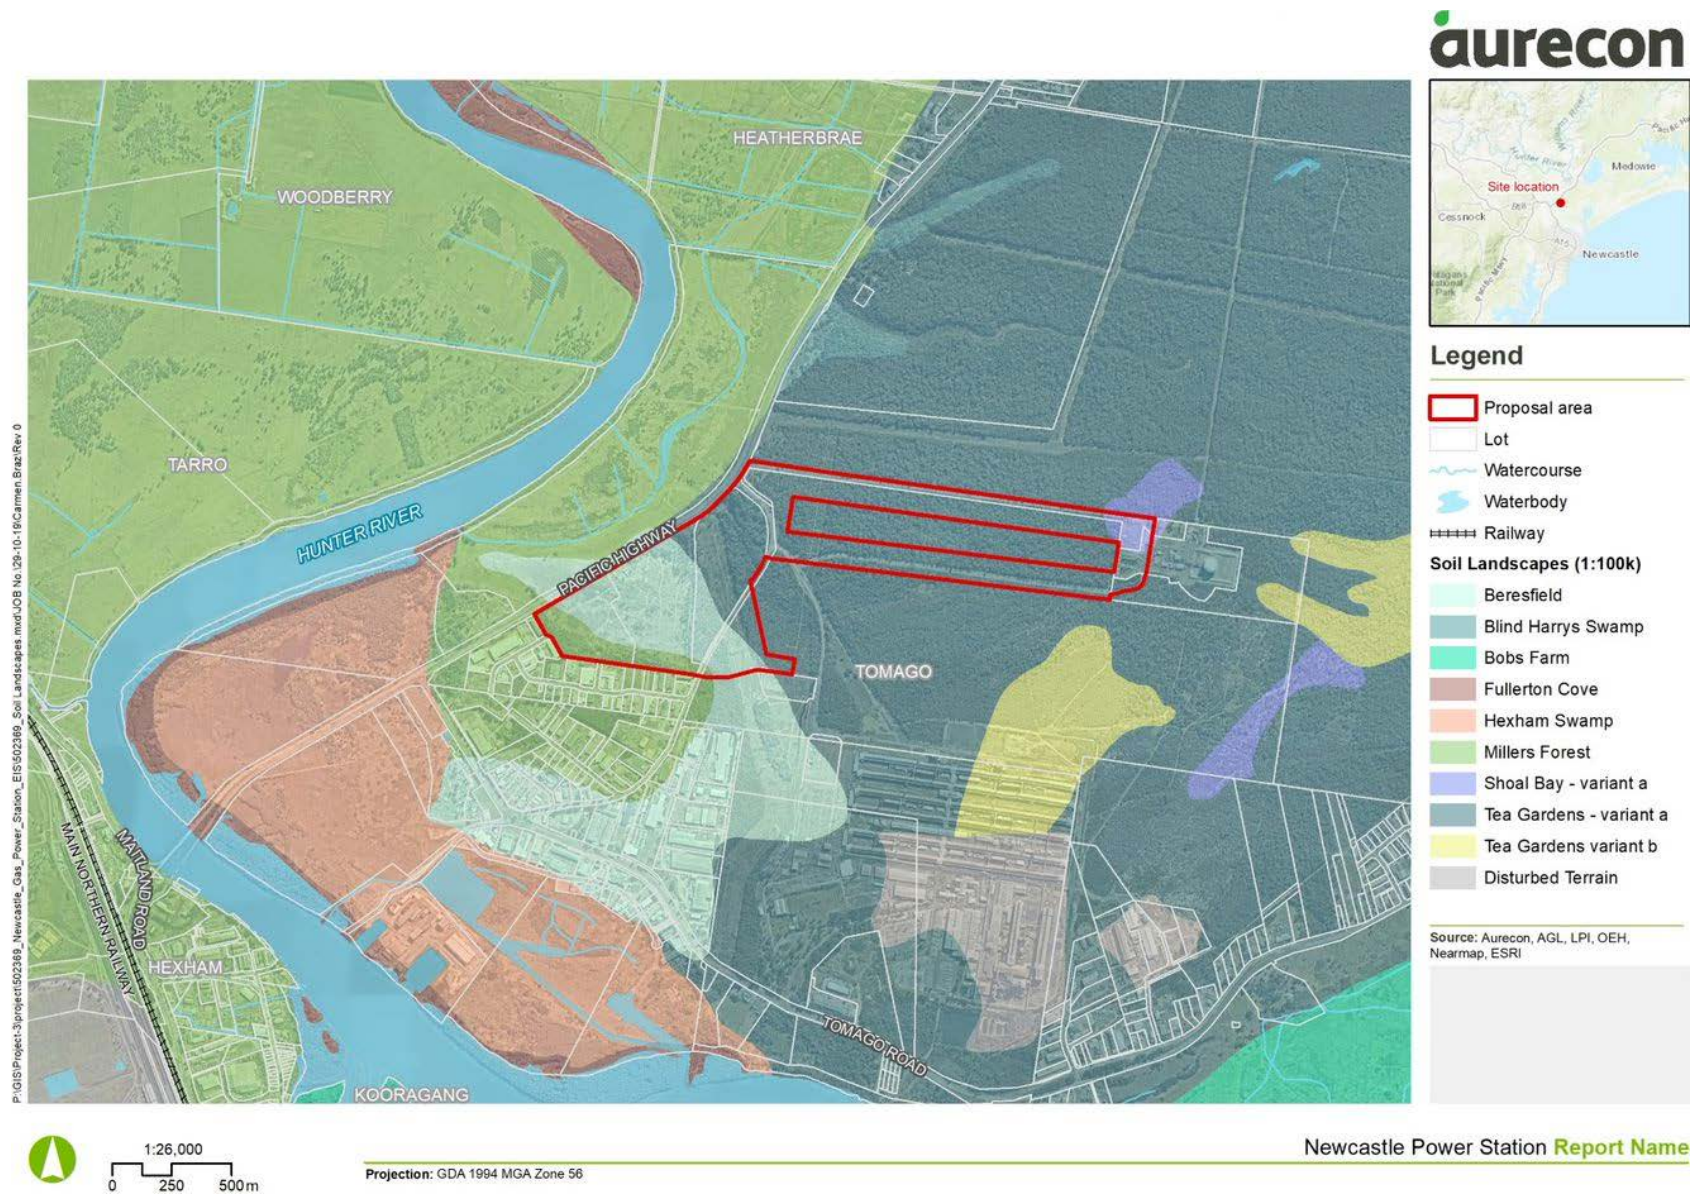 aurecon
HEATHERBRAE
WOODBERRY
TARRO
HUNTER RIVER
PACIFIC HIGHWAY
TOMAGO
MAITLAND ROAD
MAIN NORTHERN RAILWAY
HEXHAM
TOMAGO ROAD
KOORAGANG
Hunter River
Medowie
Site location
Cessnock
Newcastle
Legend
Proposal area
Lot
Watercourse
Waterbody
Railway
Soil Landscapes (1:100k)
Beresfield
Blind Harrys Swamp
Bobs Farm
Fullerton Cove
Hexham Swamp
Millers Forest
Shoal Bay - variant a
Tea Gardens - variant a
Tea Gardens variant b
Disturbed Terrain
Source: Aurecon, AGL, LPI, OEH,
Nearmap, ESRI
1:26,000
0 250 500m
Projection: GDA 1994 MGA Zone 56
Newcastle Power Station Report Name